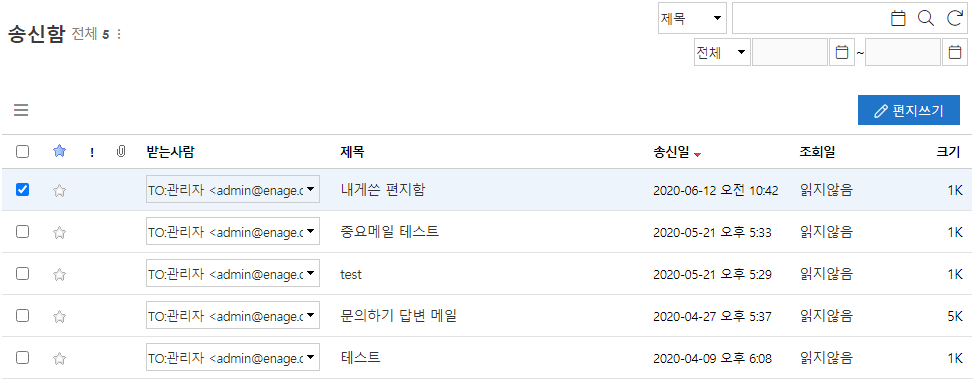 송신함 전체 5
제목
전체 ~
편지쓰기
! 받는사람 제목 송신일 조회일 크기
TO:관리자 <admin@enage.c 내게쓴 편지함 2020-06-12 오전 10:42 읽지않음 1K
TO:관리자 <admin@enage.c 중요메일 테스트 2020-05-21 오후 5:33 읽지않음 1K
TO:관리자 <admin@enage.c test 2020-05-21 오후 5:29 읽지않음 1K
TO:관리자 <admin@enage.c 문의하기 답변 메일 2020-04-27 오후 5:37 읽지않음 5K
TO:관리자 <admin@enage.c 테스트 2020-04-09 오후 6:08 읽지않음 1K